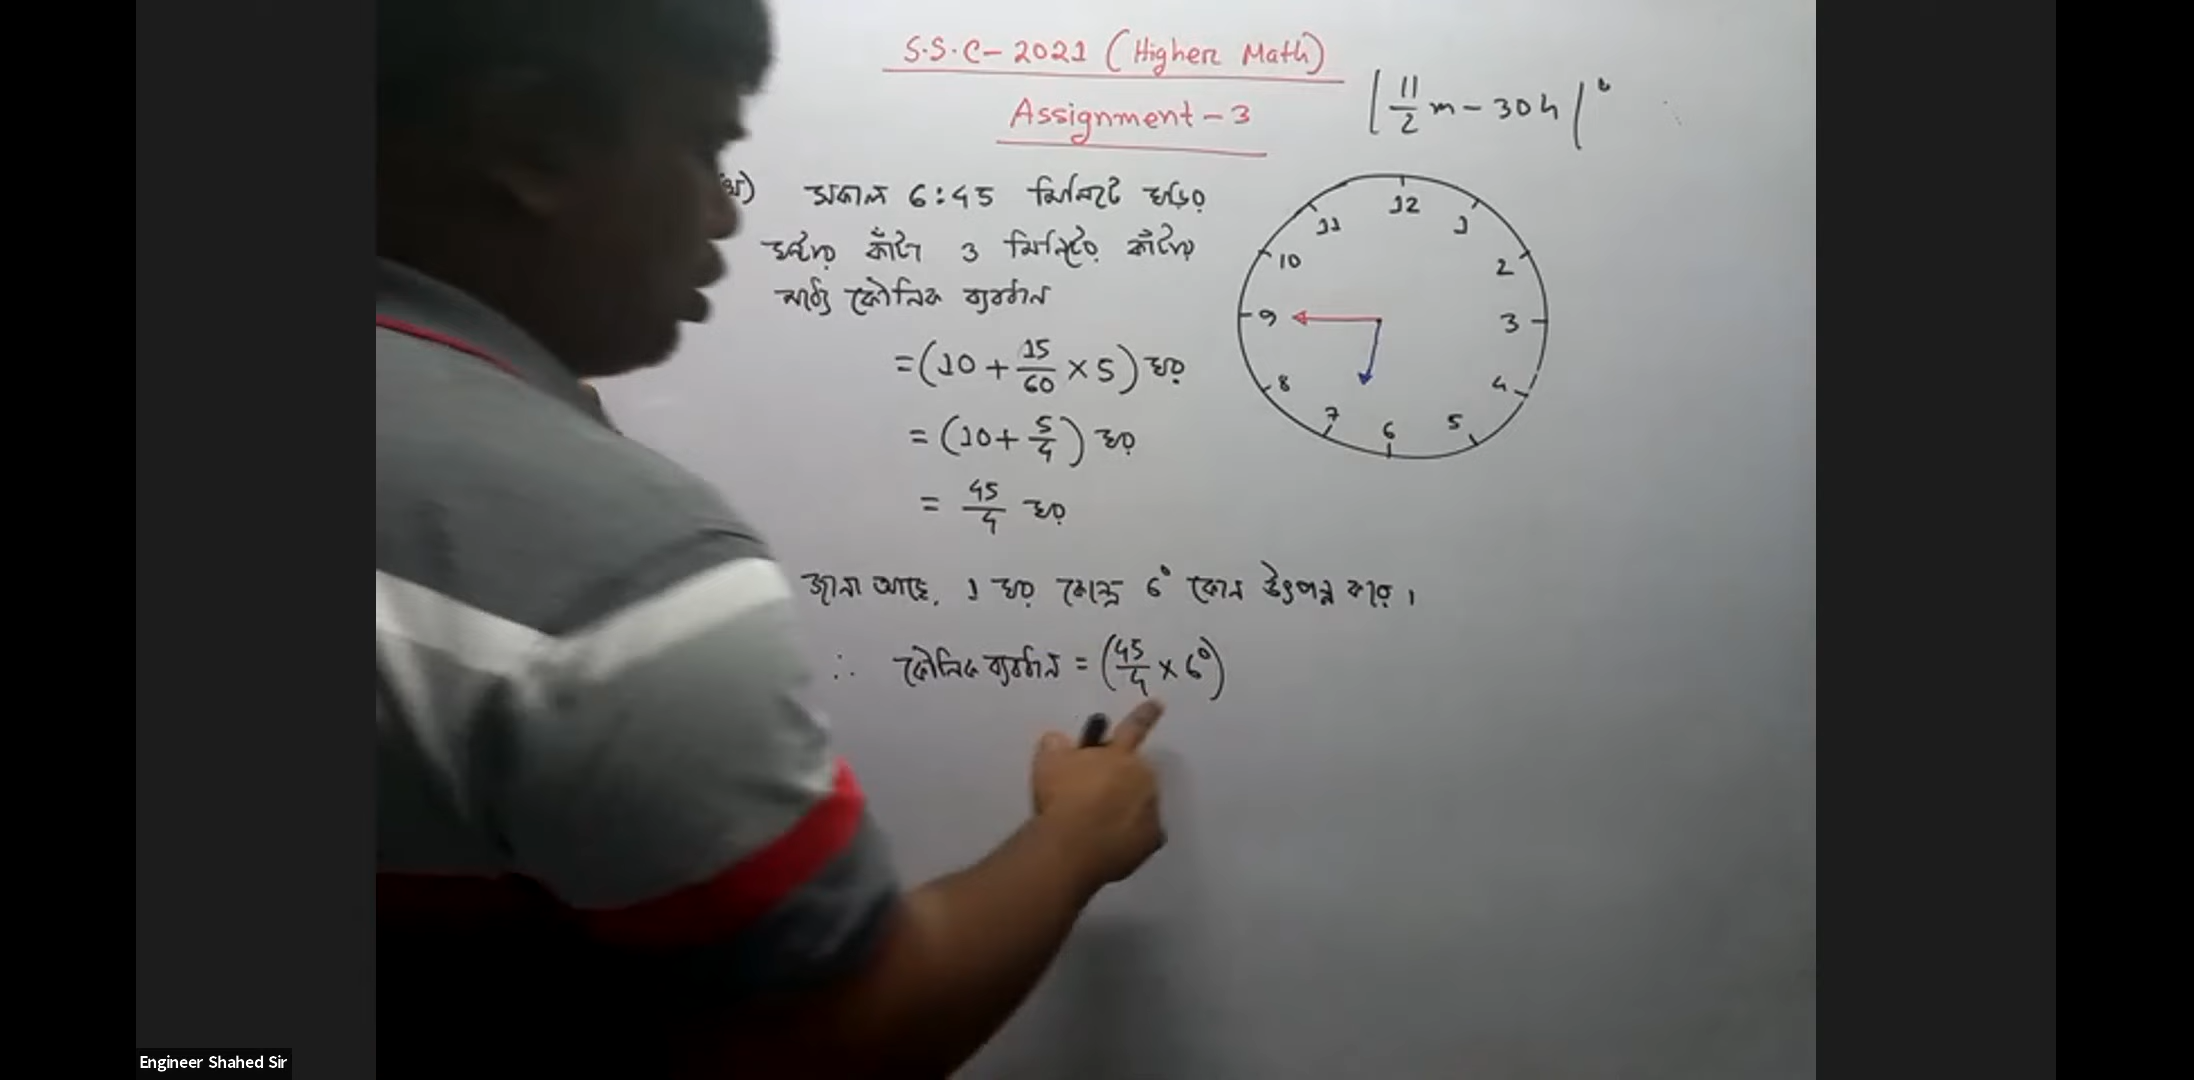 S.S.C- 2021 (Higher Math)
Assignment - 3
|11/2 m - 30h|°
সকাল 6:45 মিনিটে ঘড়ির
ঘন্টার কাঁটা ও মিনিটের কাঁটার
মধ্যে কৌনিক ব্যবধান
= (10 + 15/60 × 5) ঘর
= (10 + 5/4) ঘর
= 45/4 ঘর
12
1
2
3
4
5
6
7
8
9
10
11
জানা আছে, 1 ঘর কেন্দ্রে 6° কোন উৎপন্ন করে।
∴ কৌনিক ব্যবধান = (45/4 × 6°)
Engineer Shahed Sir